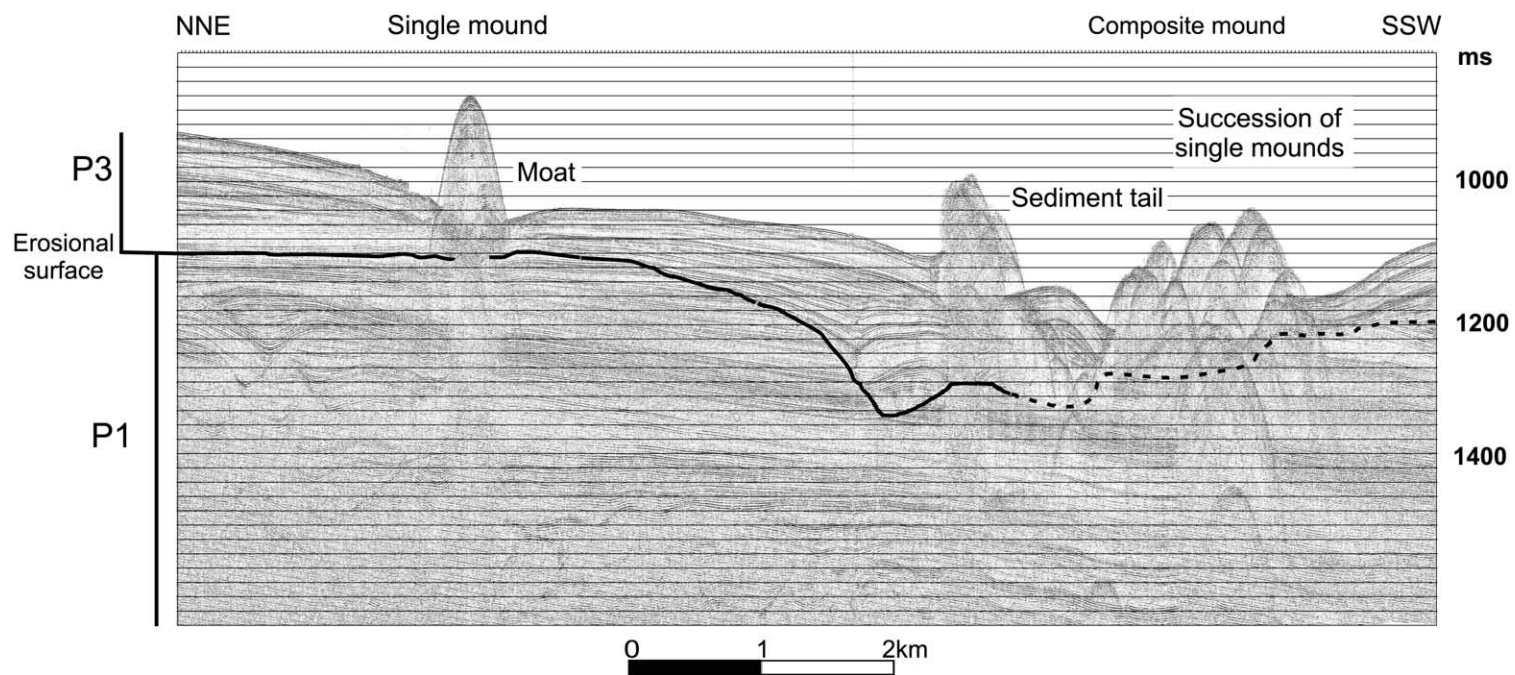 NNE
Single mound
Composite mound
SSW
ms
Succession of
single mounds
P3
Moat
1000
Sediment tail
Erosional
surface
1200
P1
1400
0
1
2km